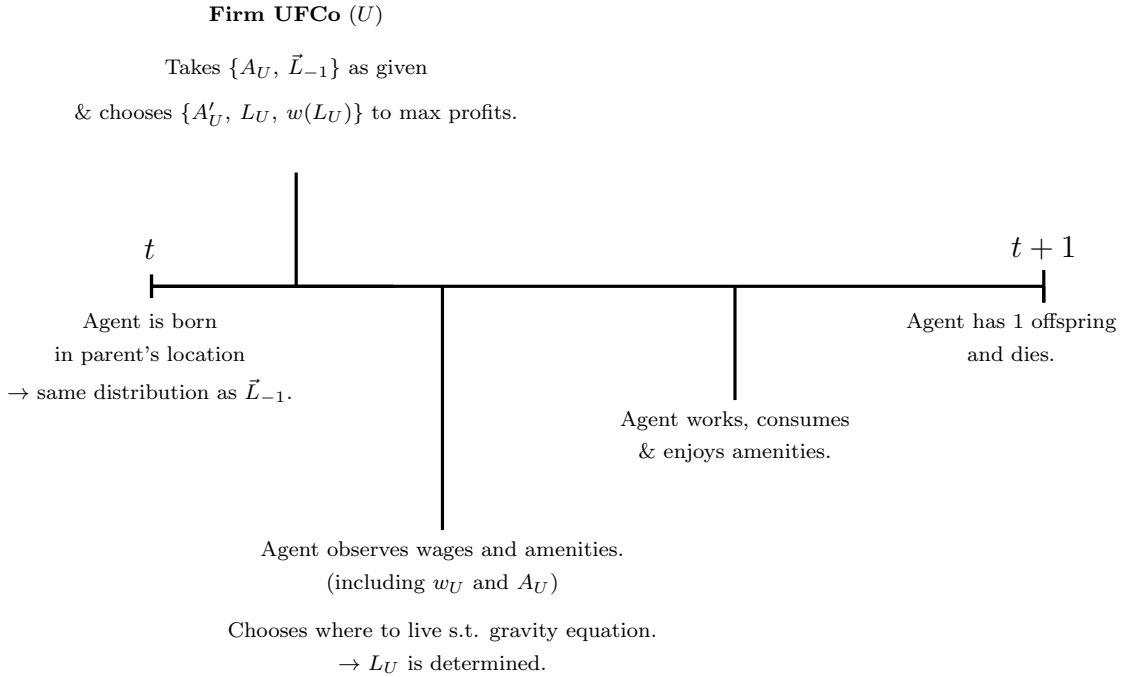 Firm UFCo (U)
Takes {A_U, \vec{L}_{-1}} as given
& chooses {A'_U, L_U, w(L_U)} to max profits.
t
t + 1
Agent is born
in parent's location
→ same distribution as \vec{L}_{-1}.
Agent has 1 offspring
and dies.
Agent works, consumes
& enjoys amenities.
Agent observes wages and amenities.
(including w_U and A_U)
Chooses where to live s.t. gravity equation.
→ L_U is determined.